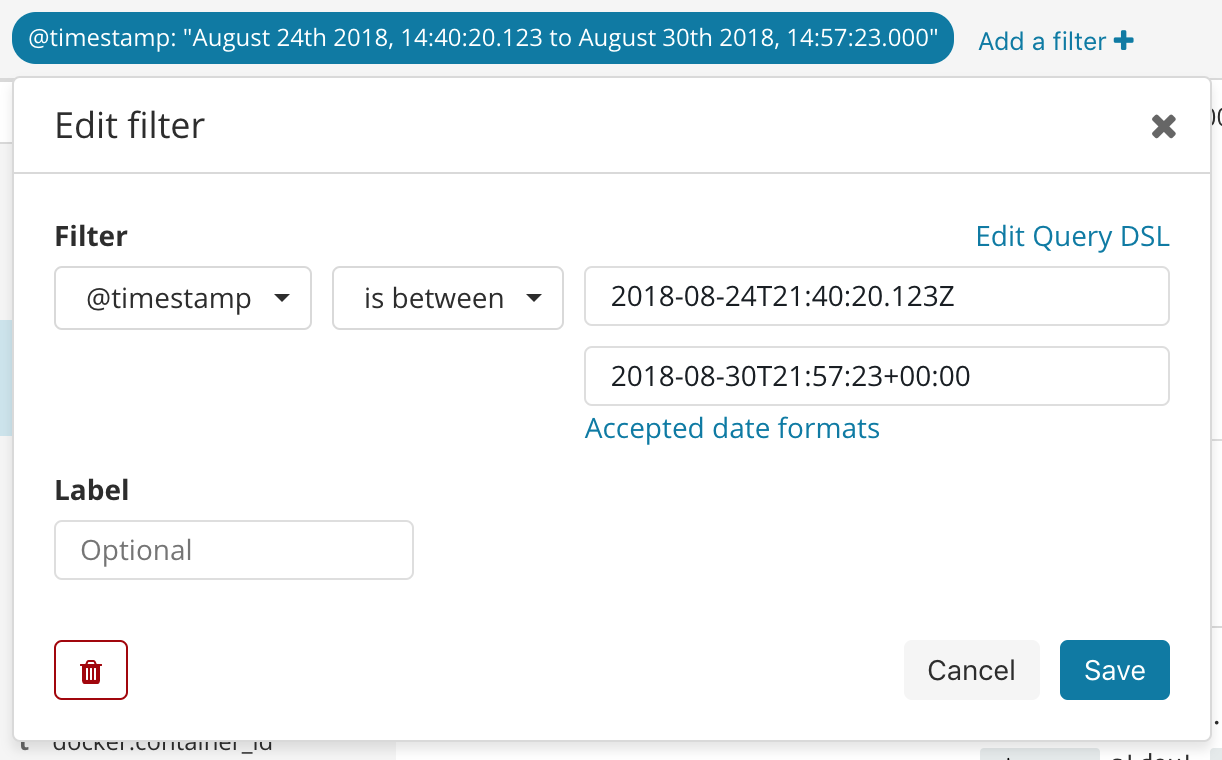 @timestamp: "August 24th 2018, 14:40:20.123 to August 30th 2018, 14:57:23.000" Add a filter
Edit filter
Filter
Edit Query DSL
@timestamp is between 2018-08-24T21:40:20.123Z
2018-08-30T21:57:23+00:00
Accepted date formats
Label
Optional
Cancel Save
t docker.container_id